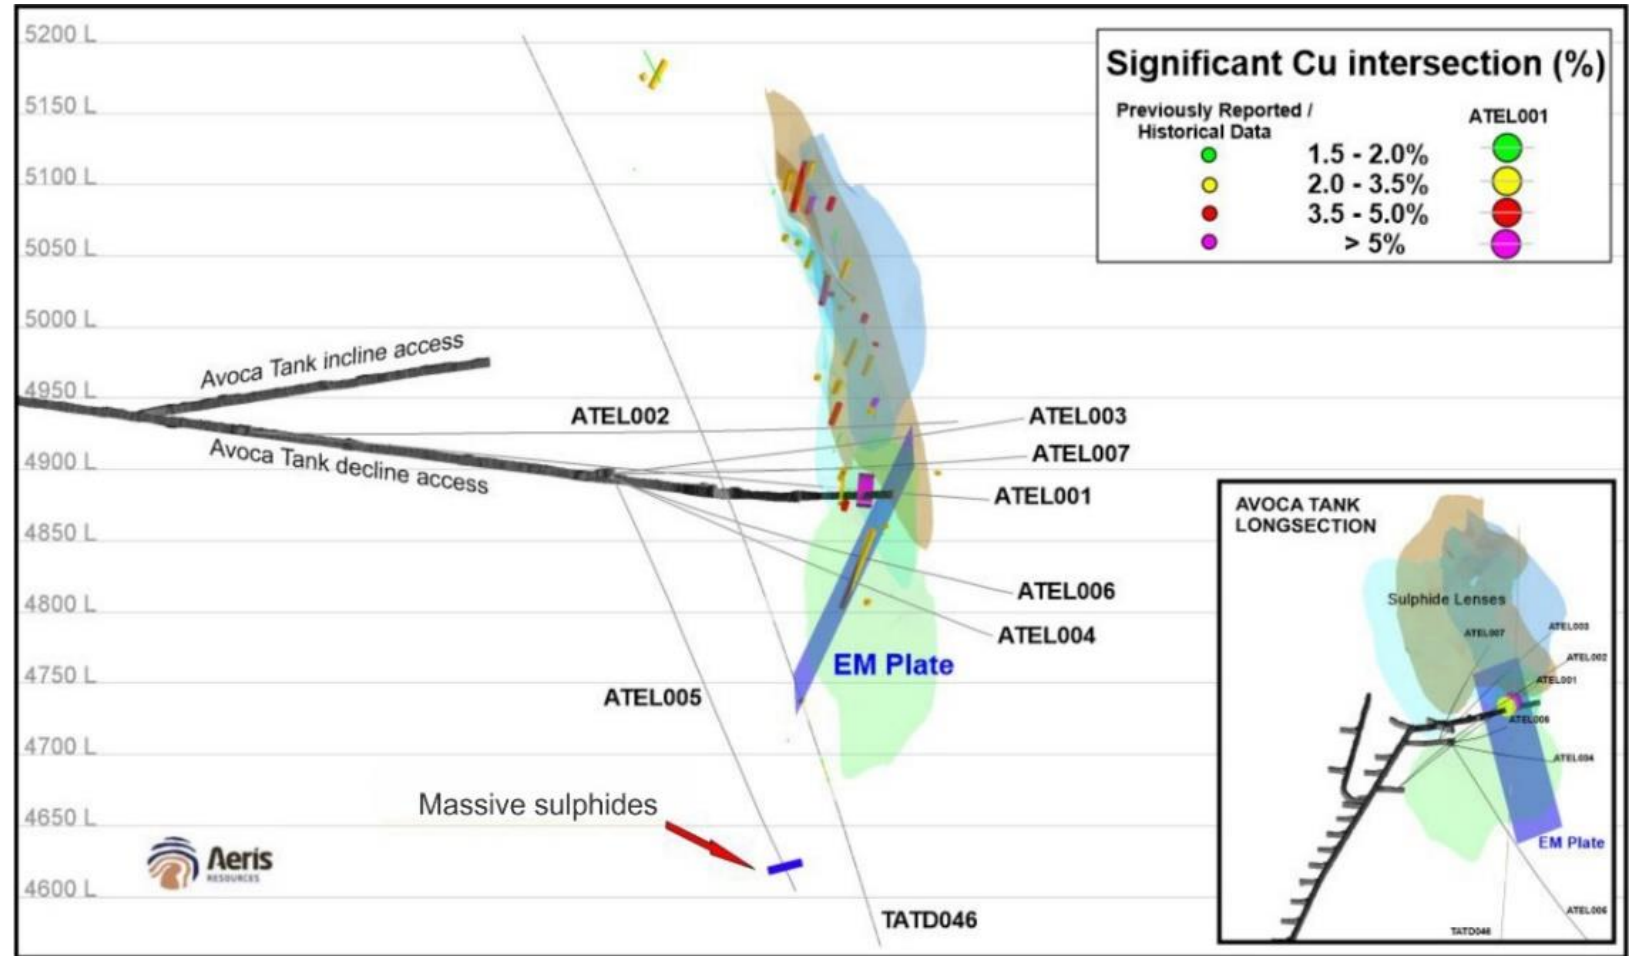 5200 L
5150 L
5100 L
5050 L
5000 L
4950 L
4900 L
4850 L
4800 L
4750 L
4700 L
4650 L
4600 L
Significant Cu intersection (%)
Previously Reported /
Historical Data
ATEL001
1.5 - 2.0%
2.0 - 3.5%
3.5 - 5.0%
> 5%
Avoca Tank incline access
Avoca Tank decline access
ATEL002
ATEL003
ATEL007
ATEL001
ATEL006
ATEL004
EM Plate
ATEL005
Massive sulphides
TATD046
Aeris
RESOURCES
AVOCA TANK
LONGSECTION
Sulphide Lenses
ATEL007
ATEL003
ATEL002
ATEL001
ATEL006
ATEL004
EM Plate
ATEL005
TATD046